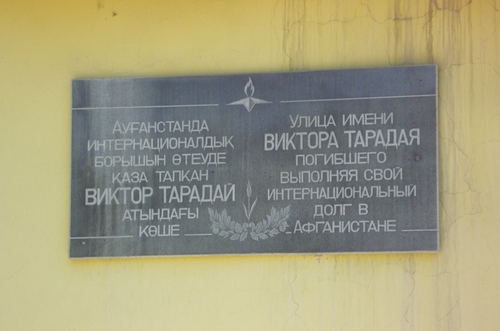 Ауғанстанда
интернационалдық
борышын өтеуде
қаза тапқан
ВИКТОР ТАРАДАЙ
атындағы
көше
Улица имени
ВИКТОРА ТАРАДАЯ
погибшего
выполняя свой
интернациональный
долг в
Афганистане